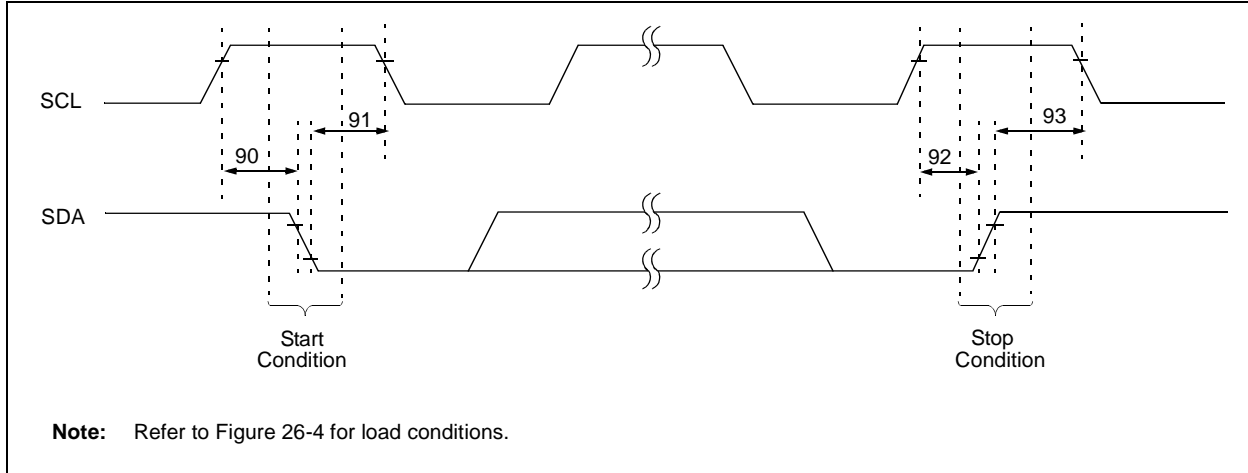 SCL
91
93
90
92
SDA
Start
Condition
Stop
Condition
Note: Refer to Figure 26-4 for load conditions.